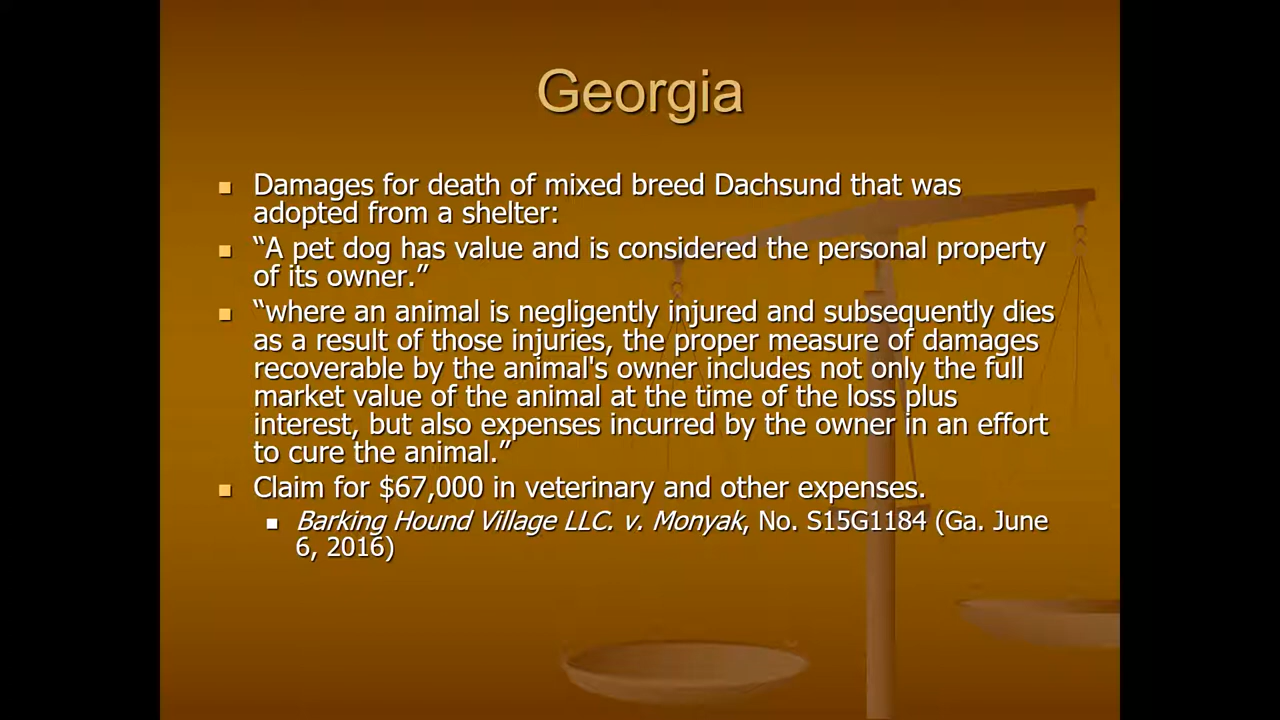 Georgia
Damages for death of mixed breed Dachsund that was
adopted from a shelter:
“A pet dog has value and is considered the personal property
of its owner.”
“where an animal is negligently injured and subsequently dies
as a result of those injuries, the proper measure of damages
recoverable by the animal's owner includes not only the full
market value of the animal at the time of the loss plus
interest, but also expenses incurred by the owner in an effort
to cure the animal.”
Claim for $67,000 in veterinary and other expenses.
Barking Hound Village LLC. v. Monyak, No. S15G1184 (Ga. June
6, 2016)